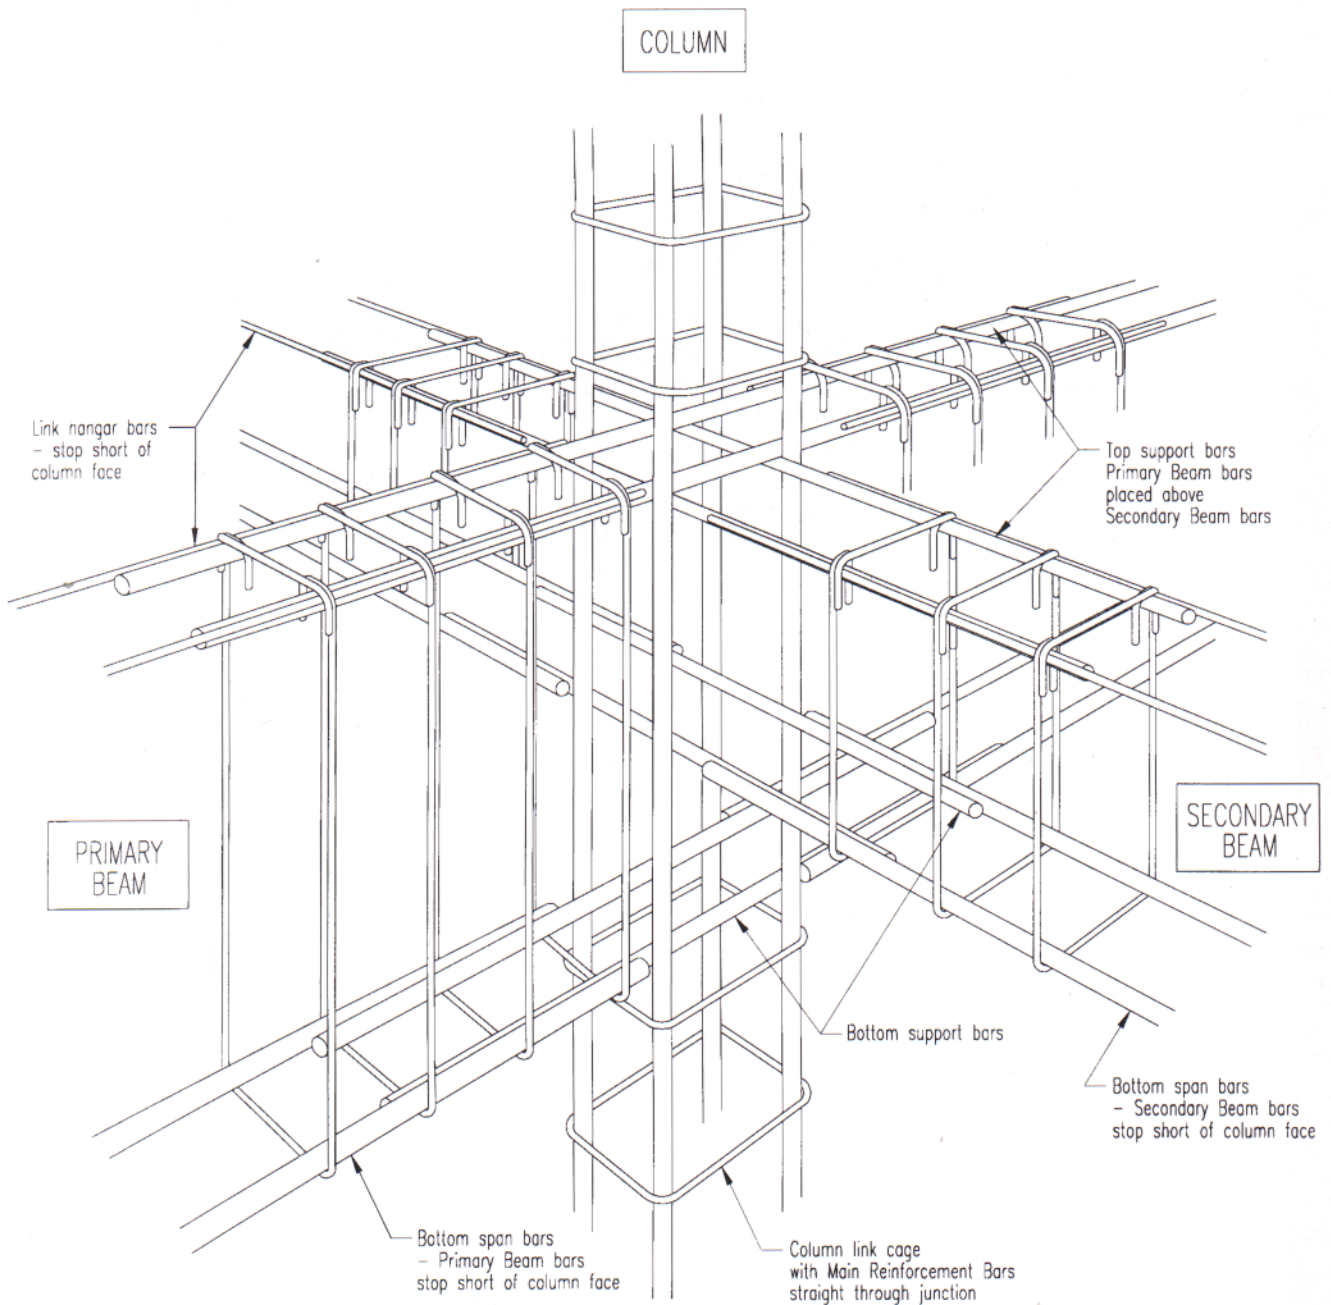 COLUMN
Link nangar bars
- stop short of
column face
Top support bars
Primary Beam bars
placed above
Secondary Beam bars
PRIMARY
BEAM
SECONDARY
BEAM
Bottom support bars
Bottom span bars
- Secondary Beam bars
stop short of column face
Bottom span bars
- Primary Beam bars
stop short of column face
Column link cage
with Main Reinforcement Bars
straight through junction